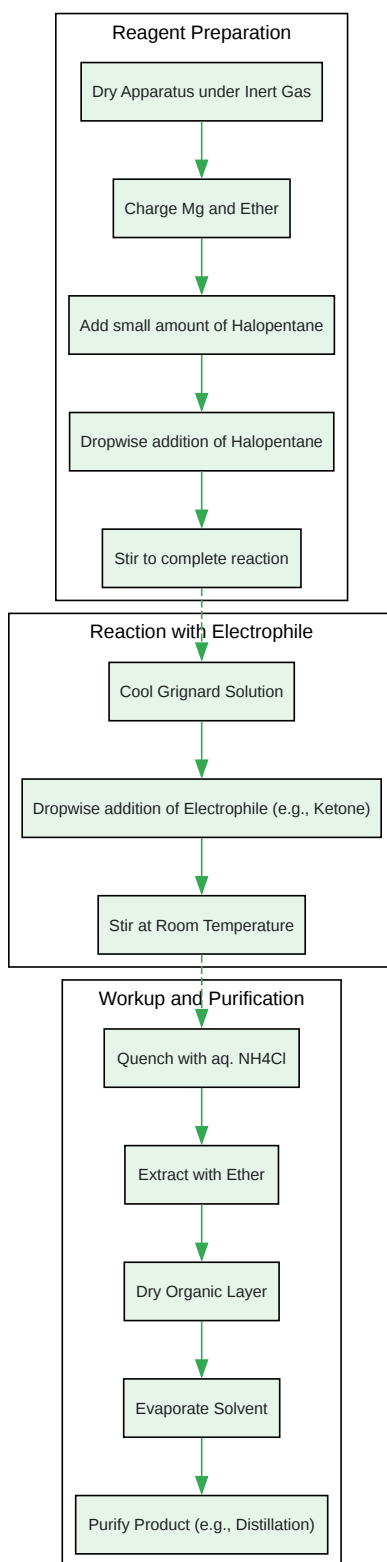 Reagent Preparation
Dry Apparatus under Inert Gas
Charge Mg and Ether
Add small amount of Halopentane
Dropwise addition of Halopentane
Stir to complete reaction
Reaction with Electrophile
Cool Grignard Solution
Dropwise addition of Electrophile (e.g., Ketone)
Stir at Room Temperature
Workup and Purification
Quench with aq. NH4Cl
Extract with Ether
Dry Organic Layer
Evaporate Solvent
Purify Product (e.g., Distillation)